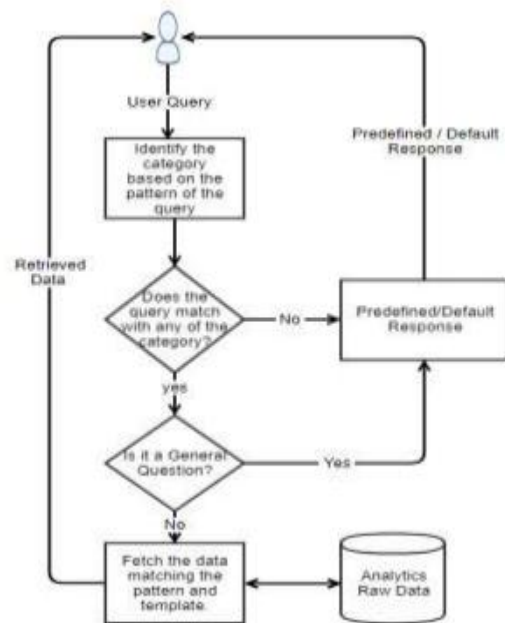 User Query
Identify the
category
based on the
pattern of the
query
Predefined / Default
Response
Retrieved
Data
Does the
query match
with any of the
category?
No
Predefined/Default
Response
yes
Is it a General
Question?
Yes
No
Fetch the data
matching the
pattern and
template.
Analytics
Raw Data